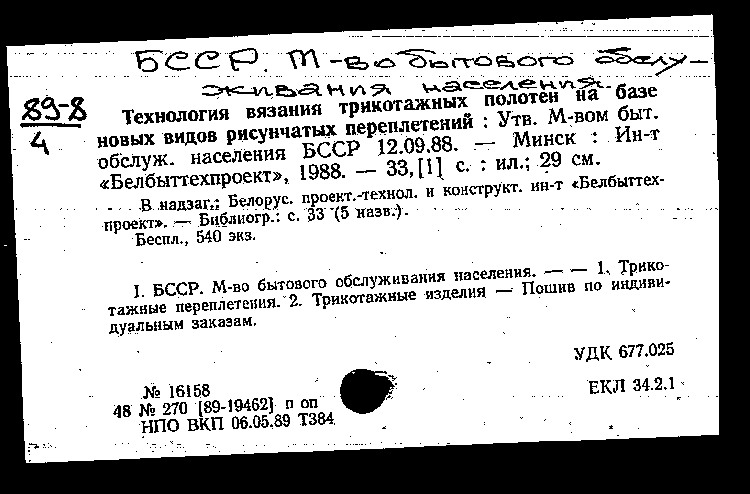 БССР. М-во бытового обслу-
живания населения.
89-8
4
Технология вязания трикотажных полотен на базе
новых видов рисунчатых переплетений : Утв. М-вом быт.
обслуж. населения БССР 12.09.88. — Минск : Ин-т
«Белбыттехпроект», 1988. — 33,[1] с. : ил.; 29 см.
В надзаг.: Белорус. проект.-технол. и конструкт. ин-т «Белбыттех-
проект». — Библиогр.: с. 33 (5 назв.).
Беспл., 540 экз.
I. БССР. М-во бытового обслуживания населения. — — 1. Трико-
тажные переплетения. 2. Трикотажные изделия — Пошив по индиви-
дуальным заказам.
УДК 677.025
№ 16158
ЕКЛ 34.2.1
48 № 270 [89-19462] п оп
НПО ВКП 06.05.89 Т384